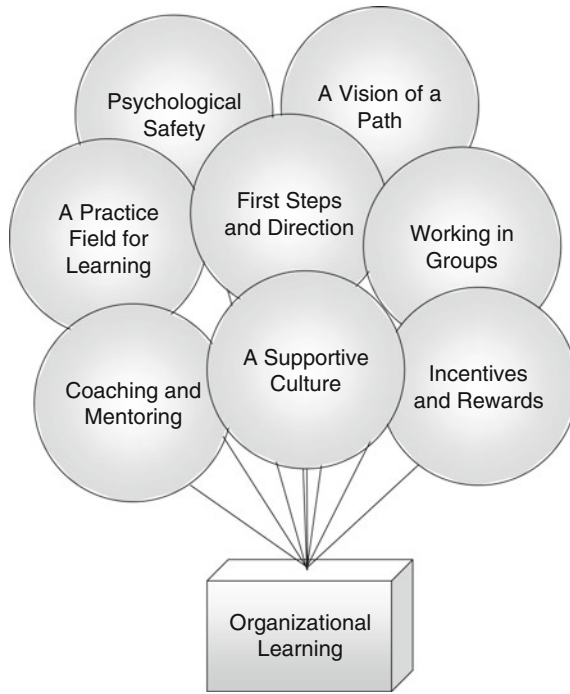 Psychological
Safety
A Vision of a
Path
A Practice
Field for
Learning
First Steps
and Direction
Working in
Groups
Coaching and
Mentoring
A Supportive
Culture
Incentives
and Rewards
Organizational
Learning